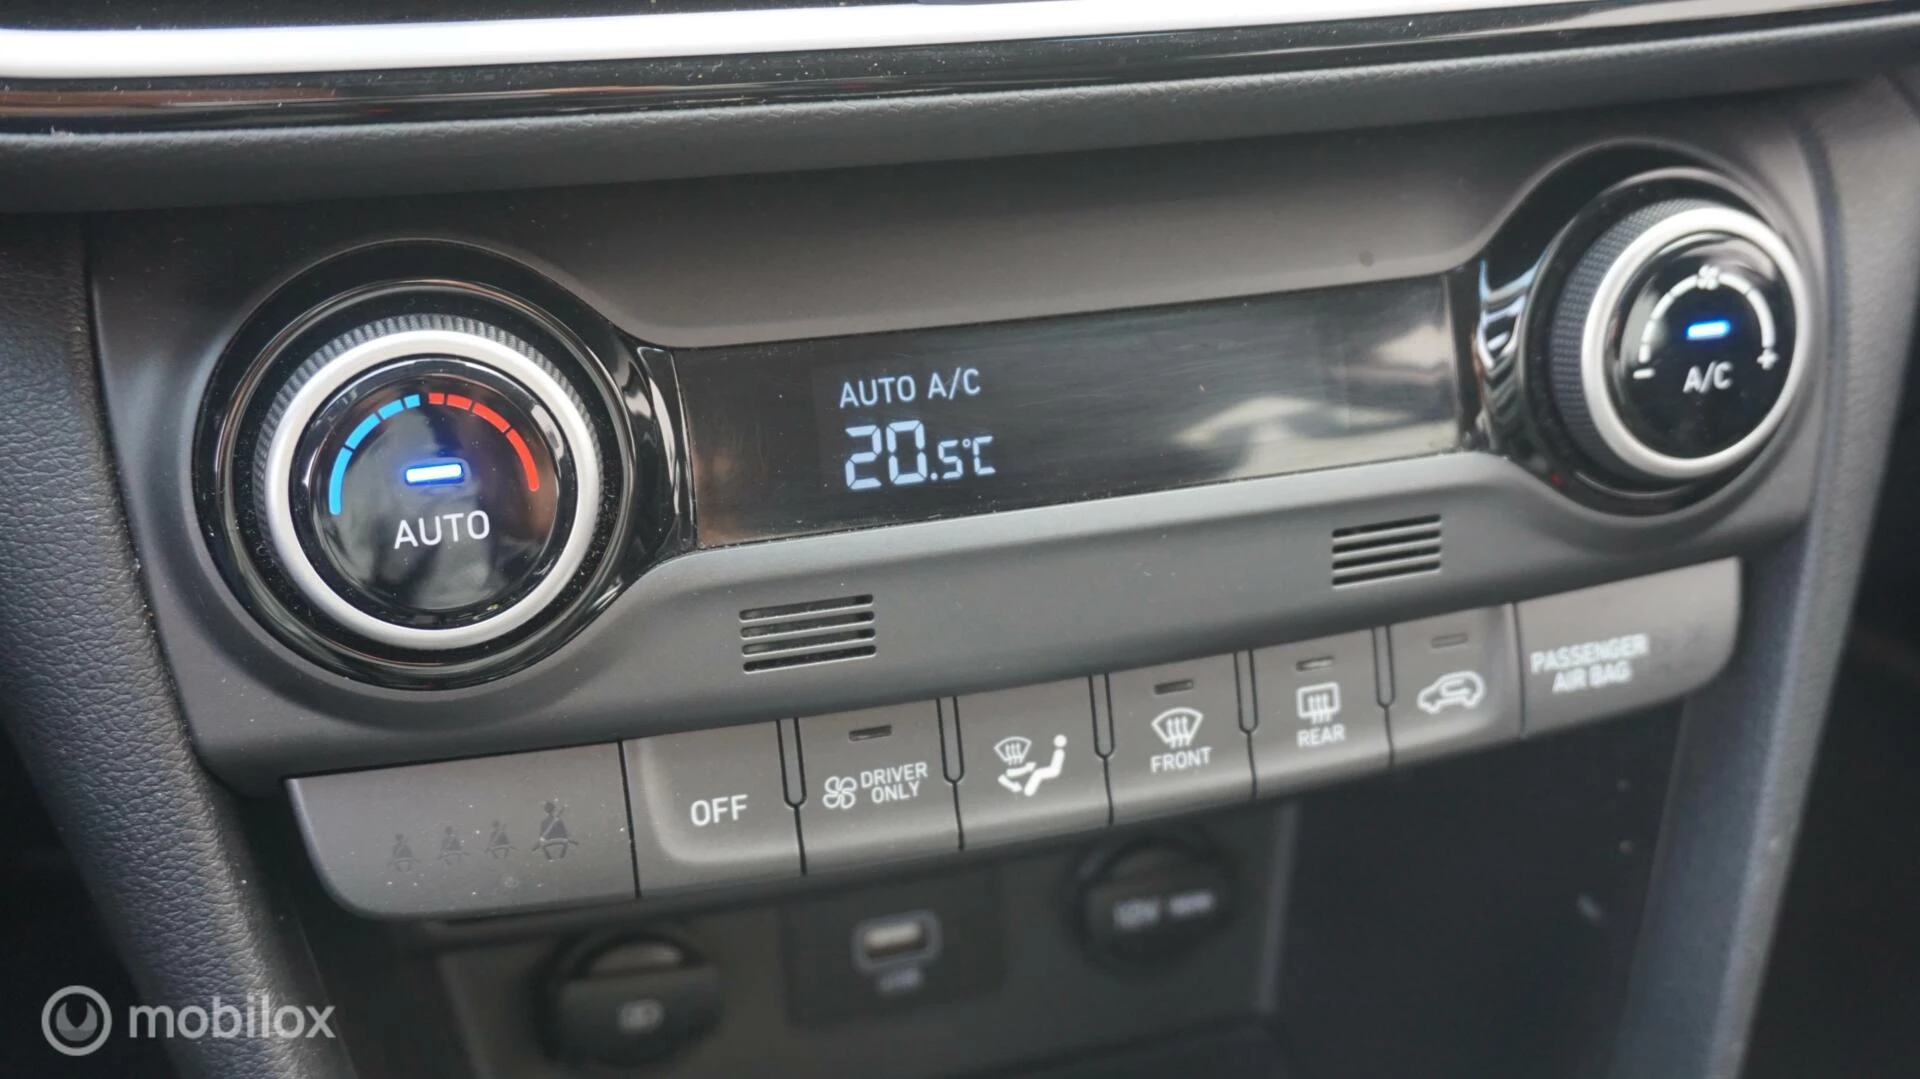 AUTO A/C
20.5°C
AUTO
A/C
- +
PASSENGER
AIR BAG
OFF
DRIVER
ONLY
FRONT
REAR
mobilox